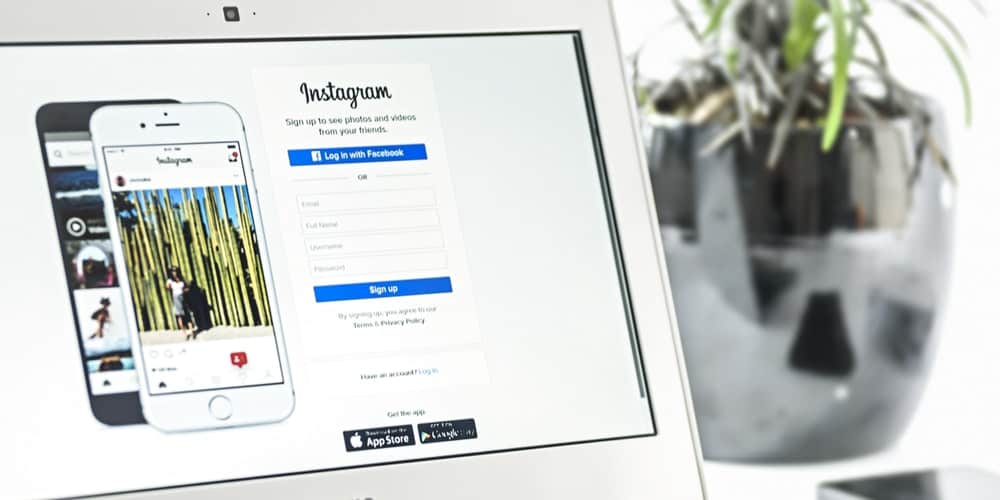 Instagram
Sign up to see photos and videos
from your friends.
Log in with Facebook
OR
Email
Full Name
Username
Password
Sign up
By signing up, you agree to our
Terms & Privacy Policy
Have an account? Log in
Get the app.
App Store
Google Play
Search
Instagram